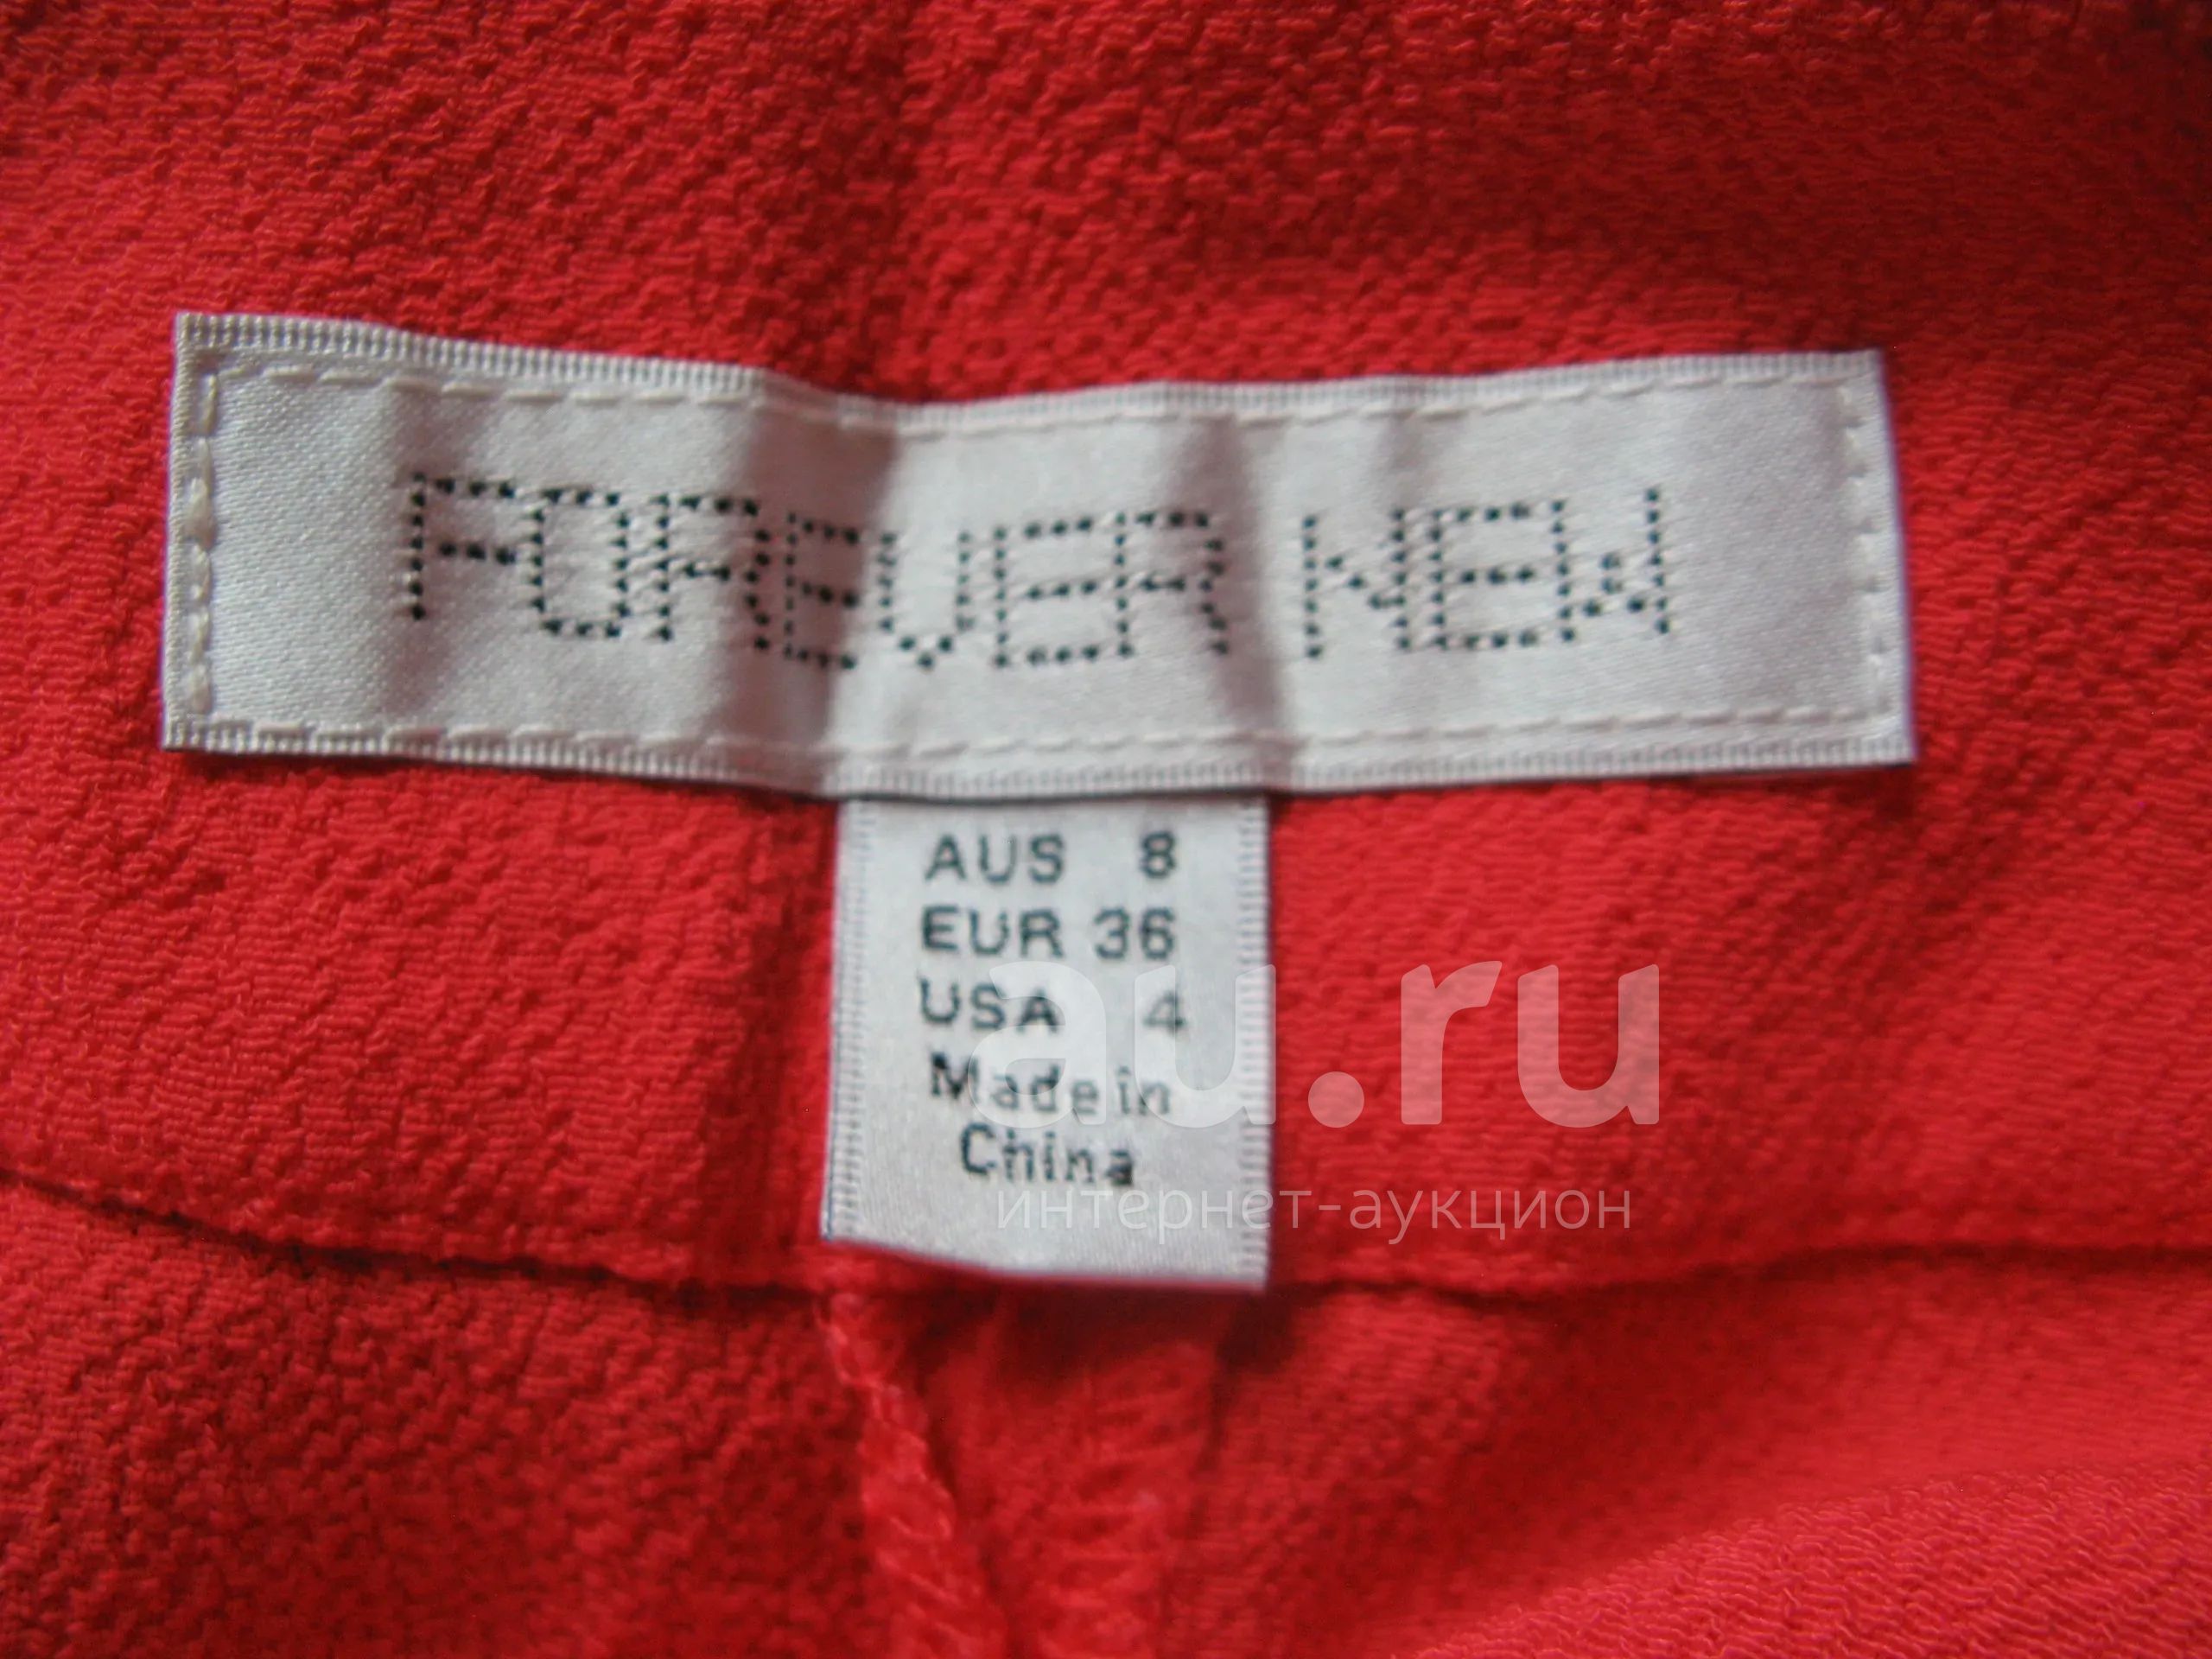 FOREVER NEW
AUS 8
EUR 36
USA 4
Made in
China
au.ru
интернет-аукцион